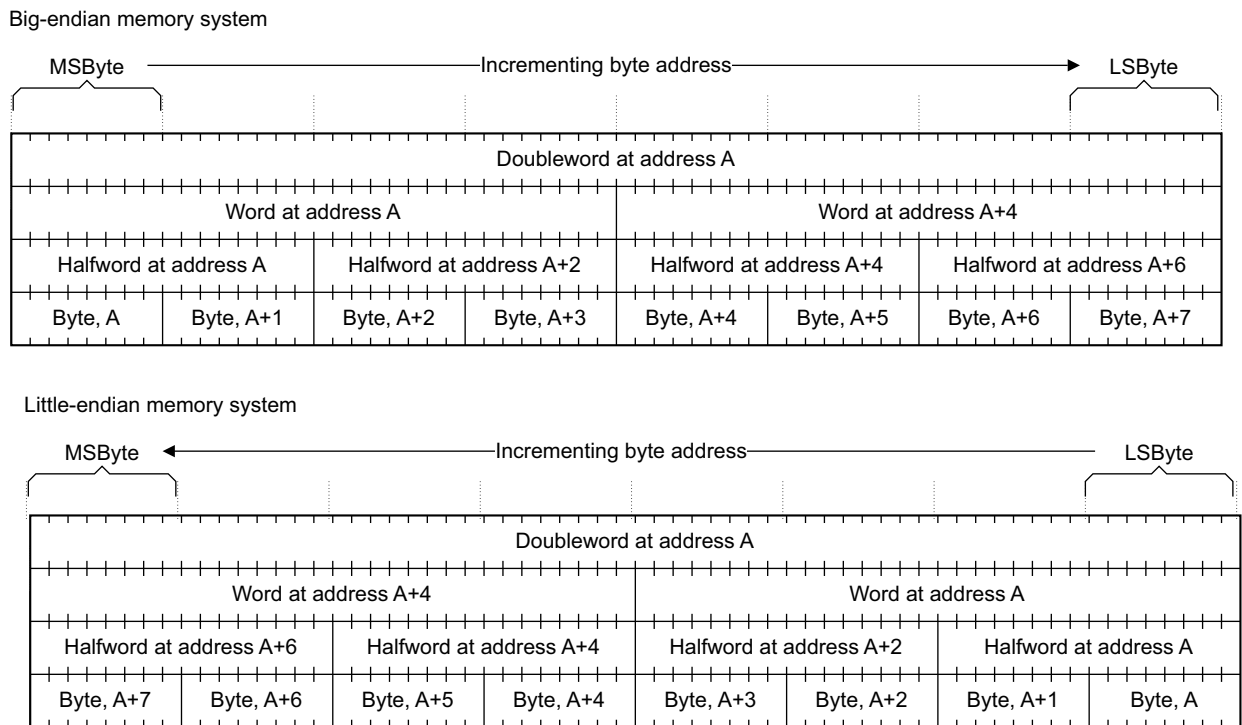 Big-endian memory system
MSByte Incrementing byte address LSByte
Doubleword at address A
Word at address A Word at address A+4
Halfword at address A Halfword at address A+2 Halfword at address A+4 Halfword at address A+6
Byte, A Byte, A+1 Byte, A+2 Byte, A+3 Byte, A+4 Byte, A+5 Byte, A+6 Byte, A+7
Little-endian memory system
MSByte Incrementing byte address LSByte
Doubleword at address A
Word at address A+4 Word at address A
Halfword at address A+6 Halfword at address A+4 Halfword at address A+2 Halfword at address A
Byte, A+7 Byte, A+6 Byte, A+5 Byte, A+4 Byte, A+3 Byte, A+2 Byte, A+1 Byte, A